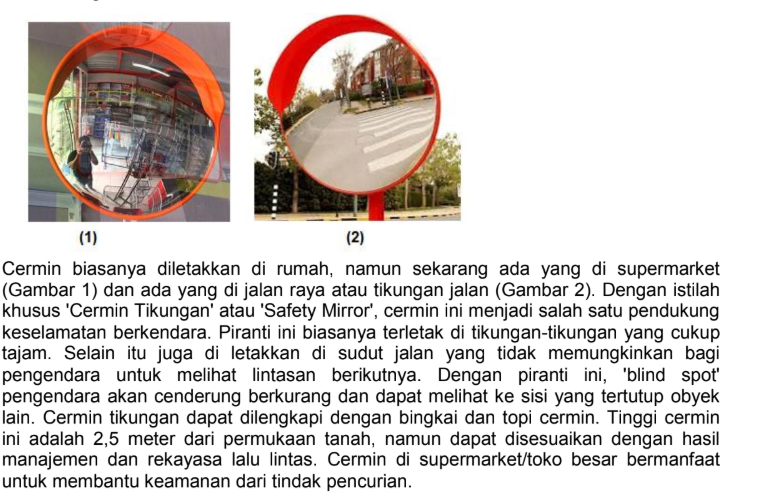 (1) (2)
Cermin biasanya diletakkan di rumah, namun sekarang ada yang di supermarket
(Gambar 1) dan ada yang di jalan raya atau tikungan jalan (Gambar 2). Dengan istilah
khusus 'Cermin Tikungan' atau 'Safety Mirror', cermin ini menjadi salah satu pendukung
keselamatan berkendara. Piranti ini biasanya terletak di tikungan-tikungan yang cukup
tajam. Selain itu juga di letakkan di sudut jalan yang tidak memungkinkan bagi
pengendara untuk melihat lintasan berikutnya. Dengan piranti ini, 'blind spot'
pengendara akan cenderung berkurang dan dapat melihat ke sisi yang tertutup obyek
lain. Cermin tikungan dapat dilengkapi dengan bingkai dan topi cermin. Tinggi cermin
ini adalah 2,5 meter dari permukaan tanah, namun dapat disesuaikan dengan hasil
manajemen dan rekayasa lalu lintas. Cermin di supermarket/toko besar bermanfaat
untuk membantu keamanan dari tindak pencurian.